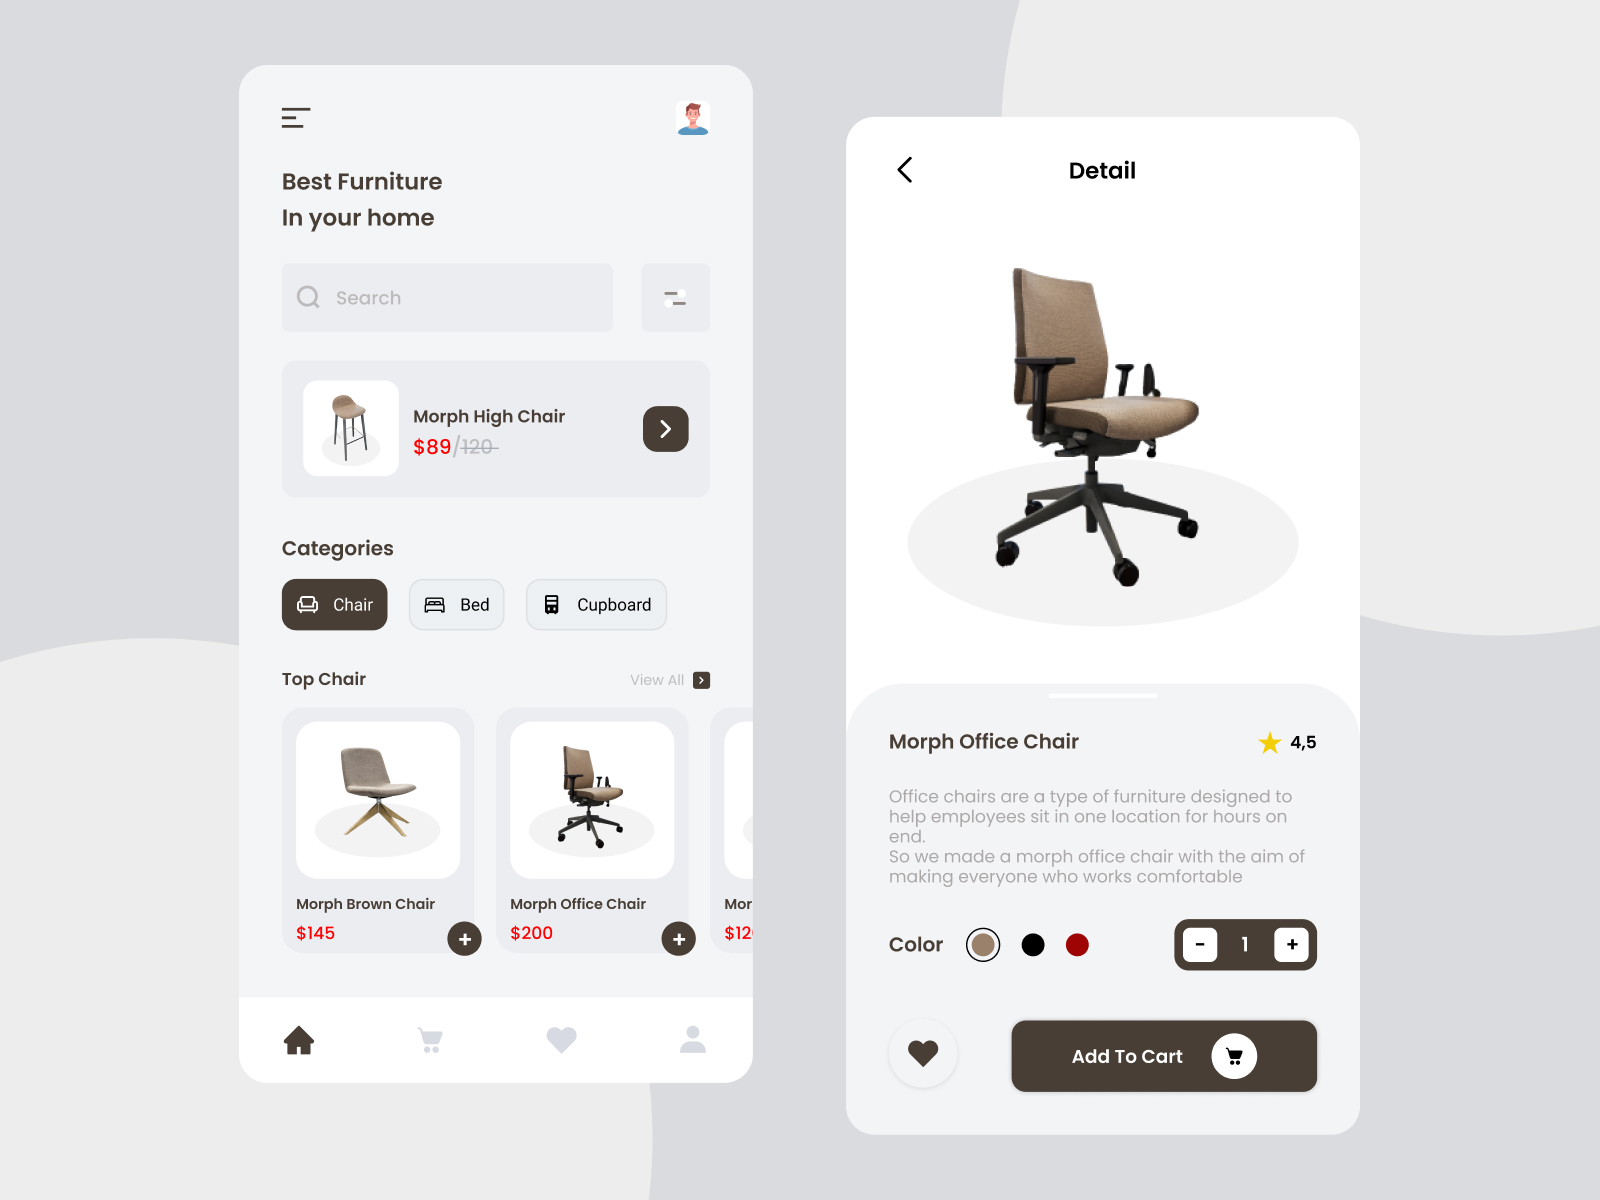 Best Furniture
In your home
Search
Morph High Chair
$89/120
Categories
Chair
Bed
Cupboard
Top Chair
View All
Morph Brown Chair
$145
+
Morph Office Chair
$200
+
Mor
$120
Detail
Morph Office Chair
4,5
Office chairs are a type of furniture designed to
help employees sit in one location for hours on
end.
So we made a morph office chair with the aim of
making everyone who works comfortable
Color
- 1 +
Add To Cart